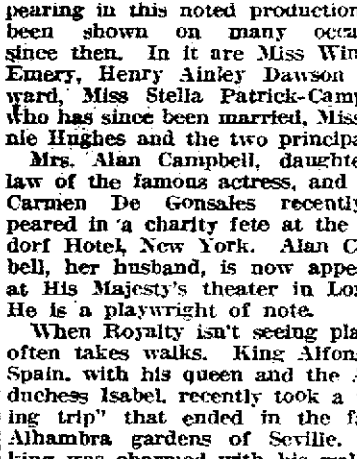 pearing in this noted production
been shown on many occa
since then. In it are Miss Win
Emery, Henry Ainley Dawson
ward, Miss Stella Patrick-Cam
who has since been married, Miss
nie Hughes and the two principa
Mrs. Alan Campbell, daughte
law of the famous actress, and
Carmen De Gonsales recently
peared in a charity fete at the
dorf Hotel, New York. Alan C
bell, her husband, is now appe
at His Majesty's theater in Lo
He is a playwright of note.
When Royalty isn't seeing pla
often takes walks. King Alfon
Spain, with his queen and the
duchess Isabel, recently took a
ing trip" that ended in the f
Alhambra gardens of Seville.
king was charmed with his